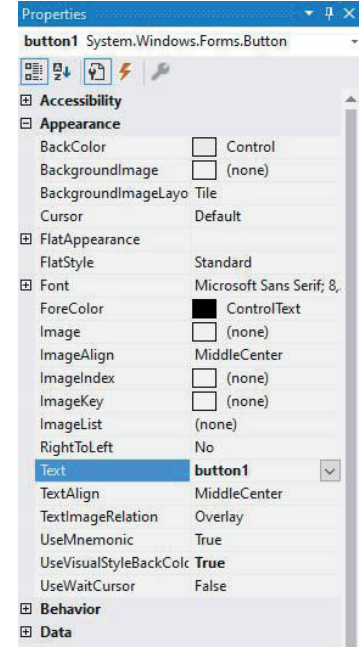 Properties
button1 System.Windows.Forms.Button
Accessibility
Appearance
BackColor Control
BackgroundImage (none)
BackgroundImageLayo Tile
Cursor Default
FlatAppearance
FlatStyle Standard
Font Microsoft Sans Serif; 8,
ForeColor ControlText
Image (none)
ImageAlign MiddleCenter
ImageIndex (none)
ImageKey (none)
ImageList (none)
RightToLeft No
Text button1
TextAlign MiddleCenter
TextImageRelation Overlay
UseMnemonic True
UseVisualStyleBackColo True
UseWaitCursor False
Behavior
Data